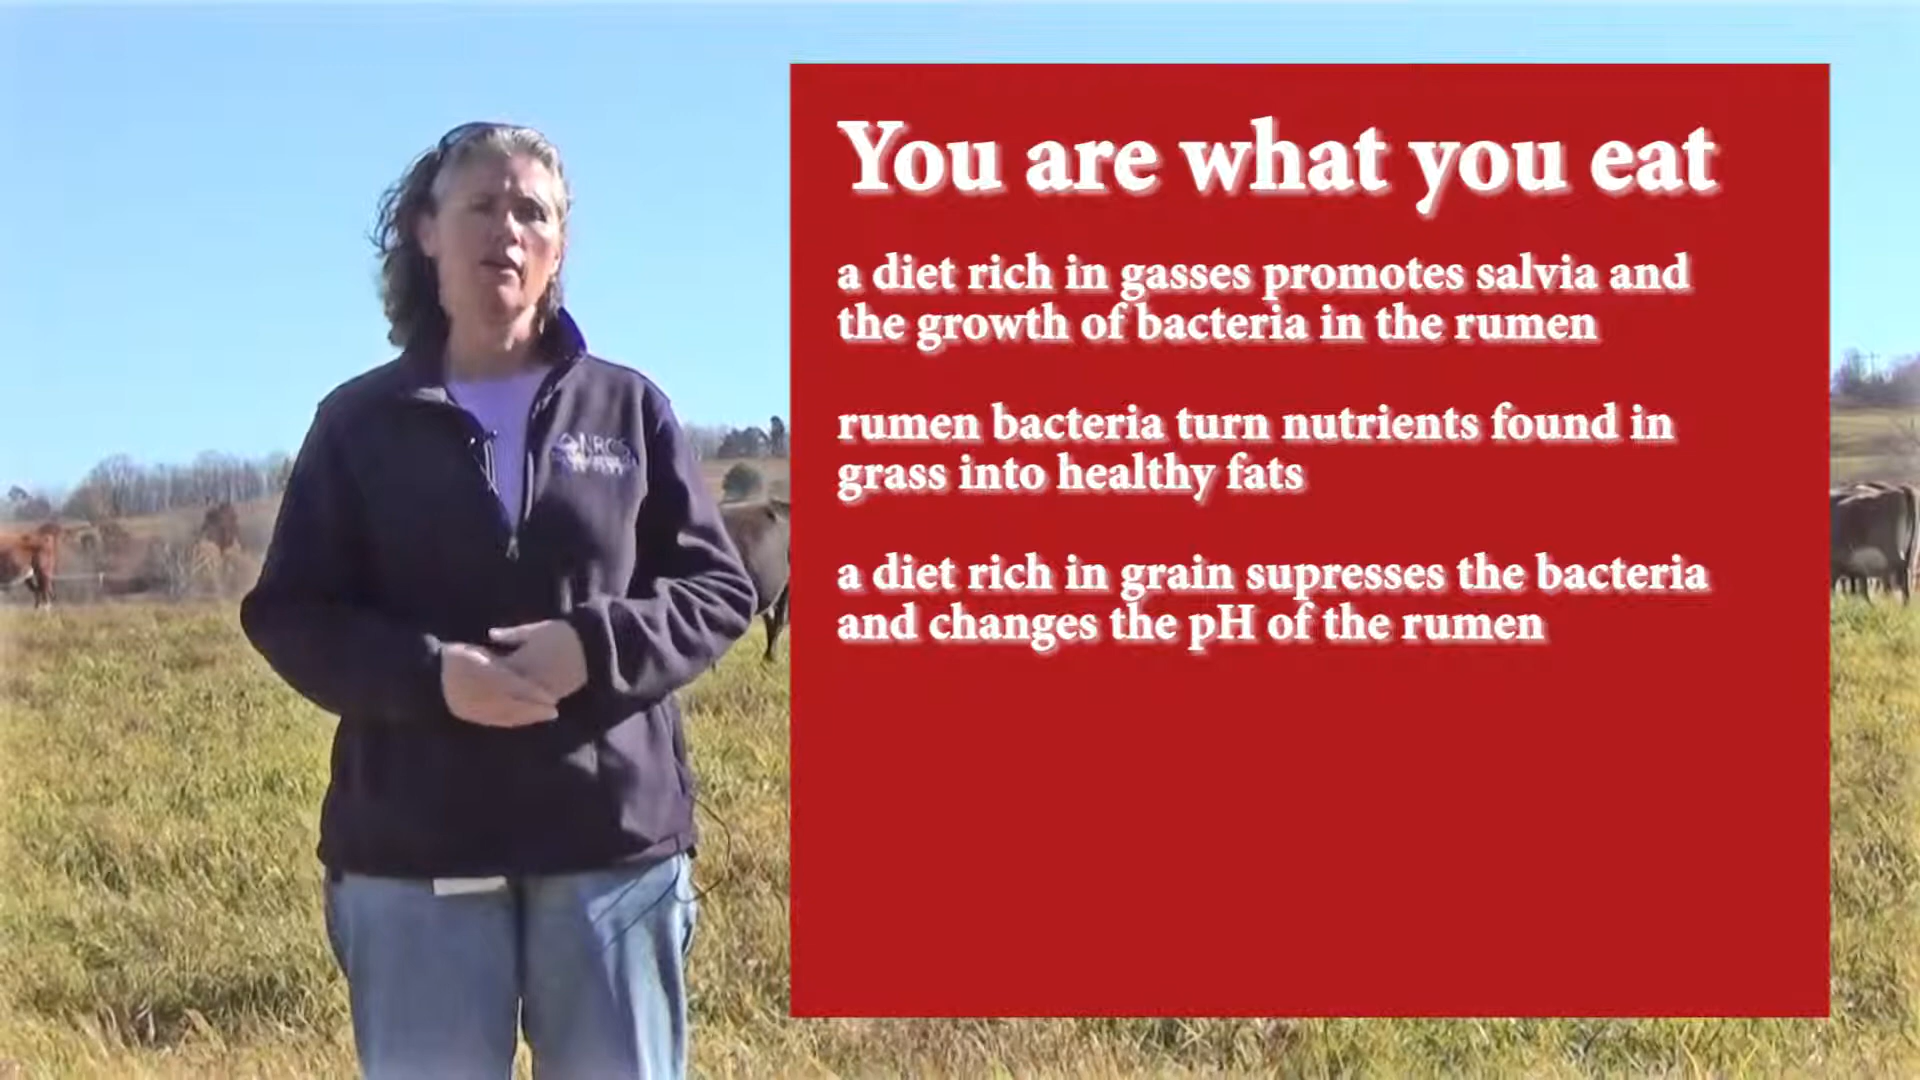 You are what you eat
a diet rich in gasses promotes salvia and
the growth of bacteria in the rumen
rumen bacteria turn nutrients found in
grass into healthy fats
a diet rich in grain supresses the bacteria
and changes the pH of the rumen
NRCS